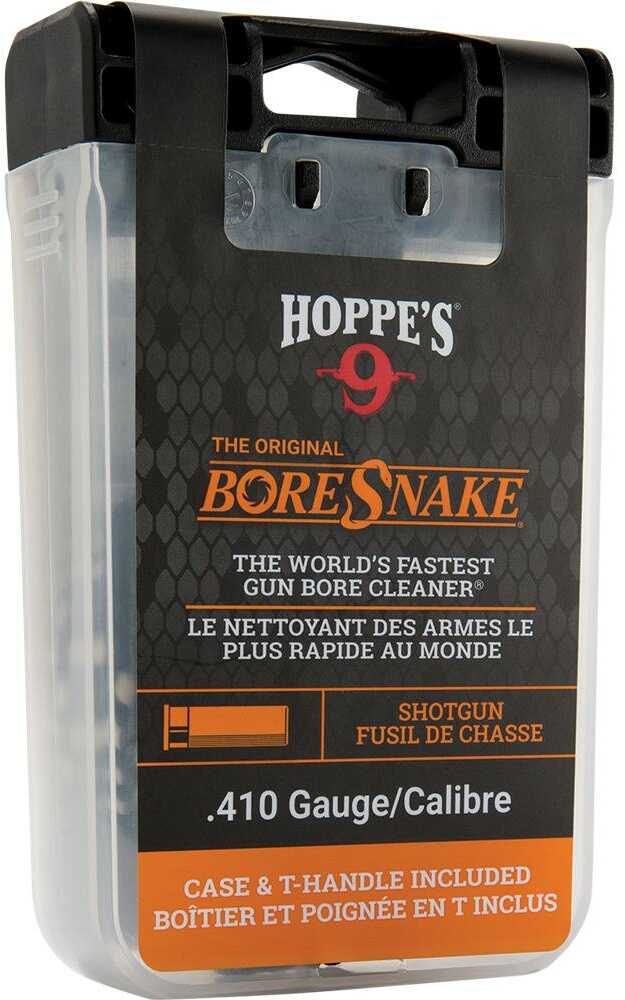 HOPPE'S®
9
THE ORIGINAL
BORESNAKE®
THE WORLD'S FASTEST
GUN BORE CLEANER®
LE NETTOYANT DES ARMES LE
PLUS RAPIDE AU MONDE
SHOTGUN
FUSIL DE CHASSE
.410 Gauge/Calibre
CASE & T-HANDLE INCLUDED
BOÎTIER ET POIGNÉE EN T INCLUS